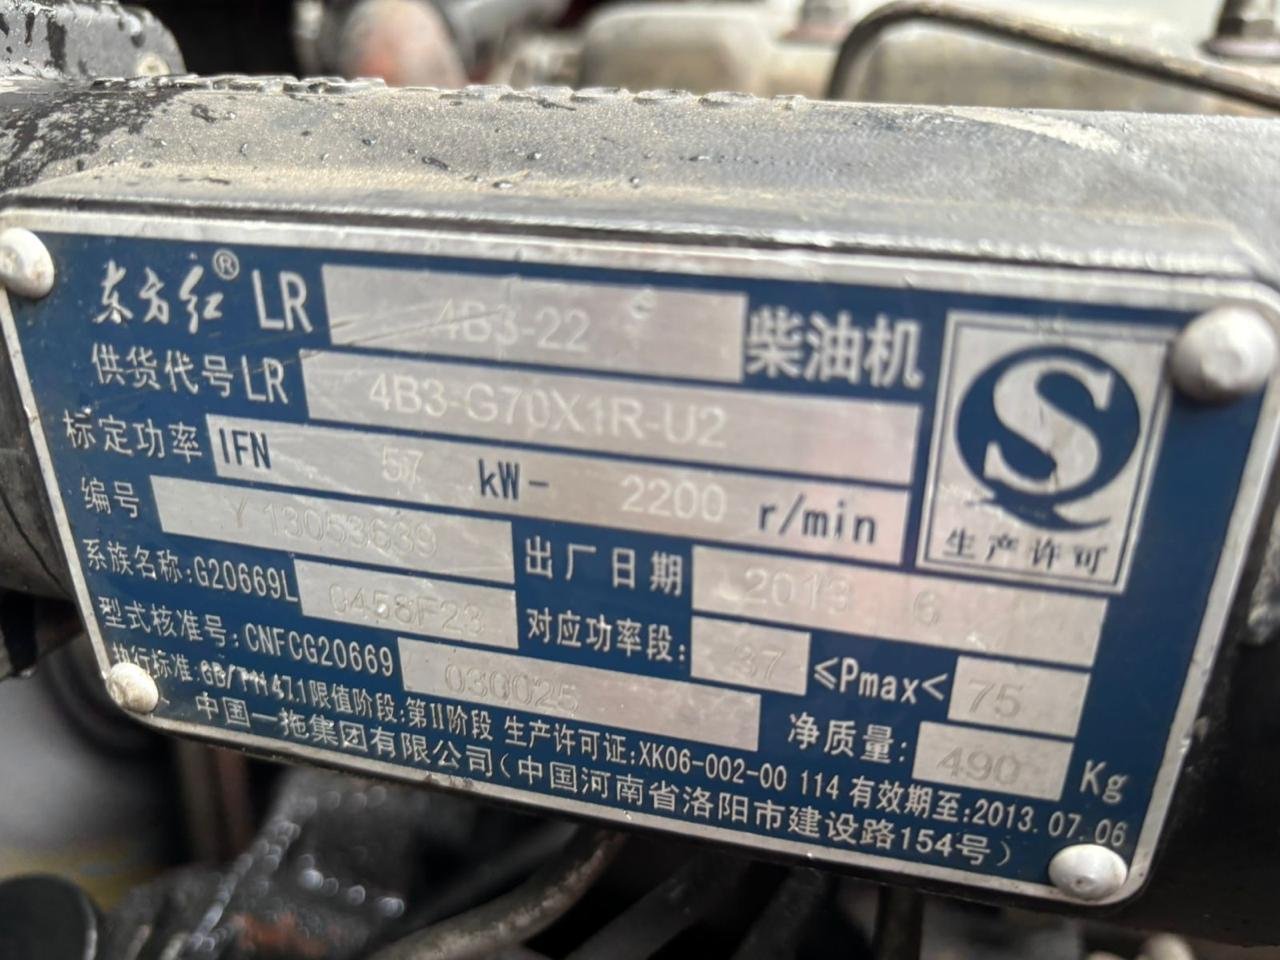 东方红® LR 4B3-22 柴油机
供货代号 LR 4B3-G70X1R-U2
标定功率 IFN 57 kW- 2200 r/min
编号 Y13053639 出厂日期 2013 6
系族名称:G20669L 0458F23 对应功率段: 37 ≤Pmax< 75
型式核准号:CNFCG20669 030025 净质量: 490 Kg
执行标准:GB/T1147.1 限值阶段:第II阶段 生产许可证:XK06-002-00 114 有效期至:2013.07.06
中国一拖集团有限公司(中国河南省洛阳市建设路154号)
S
生产许可